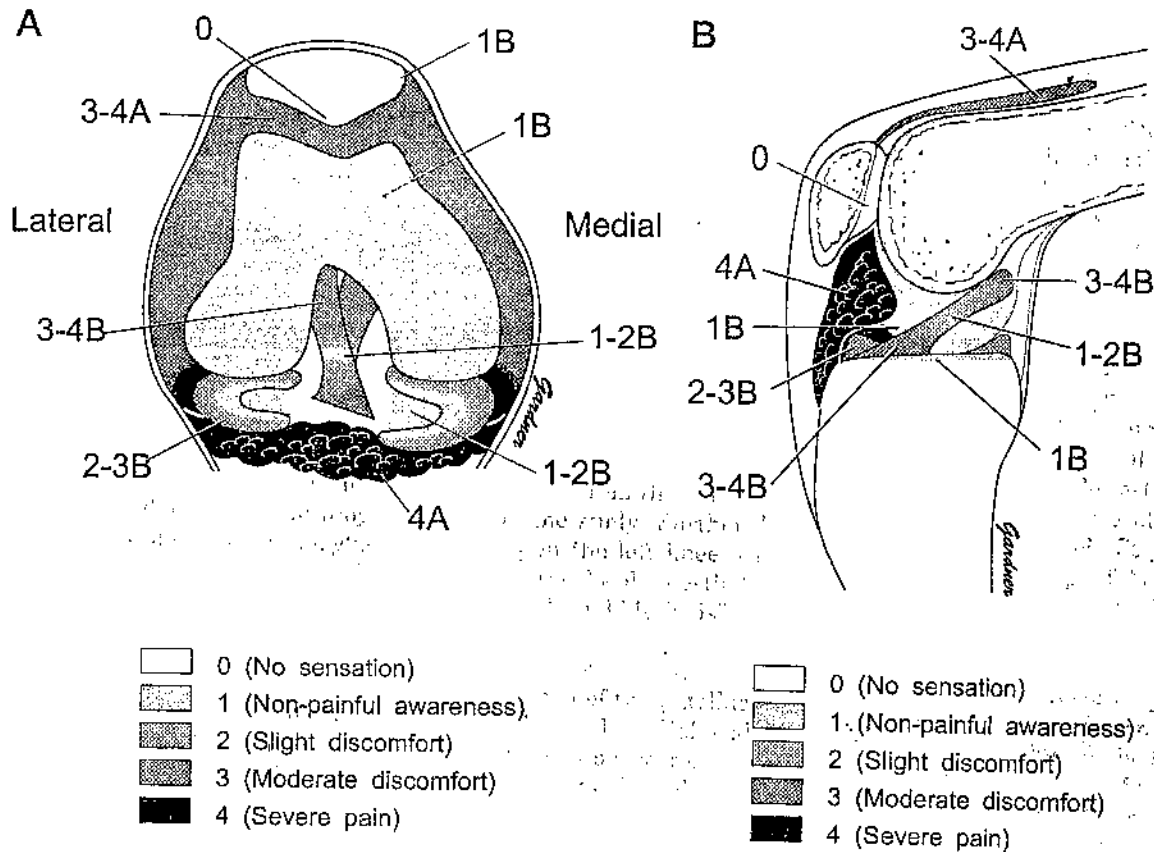 A
0
1B
3-4A
1B
Lateral
Medial
3-4B
1-2B
2-3B
1-2B
4A
Gardner
0 (No sensation)
1 (Non-painful awareness)
2 (Slight discomfort)
3 (Moderate discomfort)
4 (Severe pain)
B
3-4A
0
4A
3-4B
1B
1-2B
2-3B
3-4B
1B
Gardner
0 (No sensation)
1 (Non-painful awareness)
2 (Slight discomfort)
3 (Moderate discomfort)
4 (Severe pain)